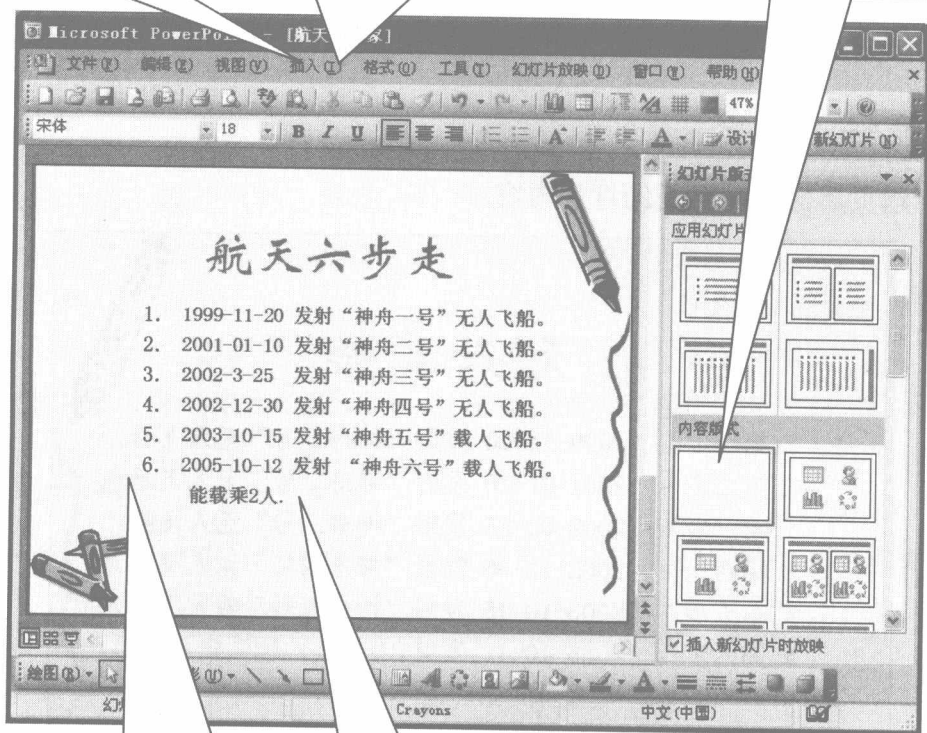 Microsoft PowerPo - [航天 家]
文件(F) 编辑(E) 视图(V) 插入(I) 格式(O) 工具(T) 幻灯片放映(D) 窗口(W) 帮助(H)
47%
宋体 18 B I U A A 设计 新幻灯片(N)
幻灯片版式
应用幻灯片
航天六步走
1. 1999-11-20 发射“神舟一号”无人飞船。
2. 2001-01-10 发射“神舟二号”无人飞船。
3. 2002-3-25 发射“神舟三号”无人飞船。
4. 2002-12-30 发射“神舟四号”无人飞船。
5. 2003-10-15 发射“神舟五号”载人飞船。
6. 2005-10-12 发射 “神舟六号”载人飞船。
能载乘2人.
内容版式
插入新幻灯片时放映
绘图(R) (U) A
幻 Crayons 中文(中国)